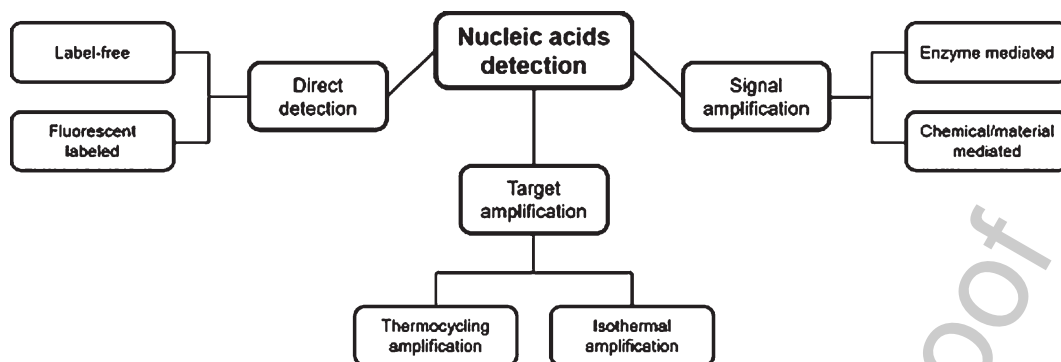 Nucleic acids
detection
Label-free
Direct
detection
Fluorescent
labeled
Signal
amplification
Enzyme mediated
Chemical/material
mediated
Target
amplification
Thermocycling
amplification
Isothermal
amplification
oof